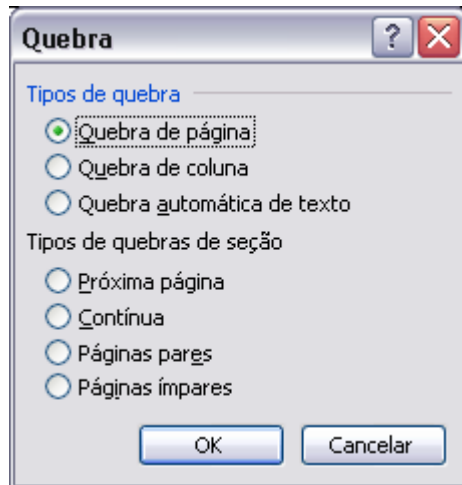 Quebra
Tipos de quebra
Quebra de página
Quebra de coluna
Quebra automática de texto
Tipos de quebras de seção
Próxima página
Contínua
Páginas pares
Páginas ímpares
OK Cancelar